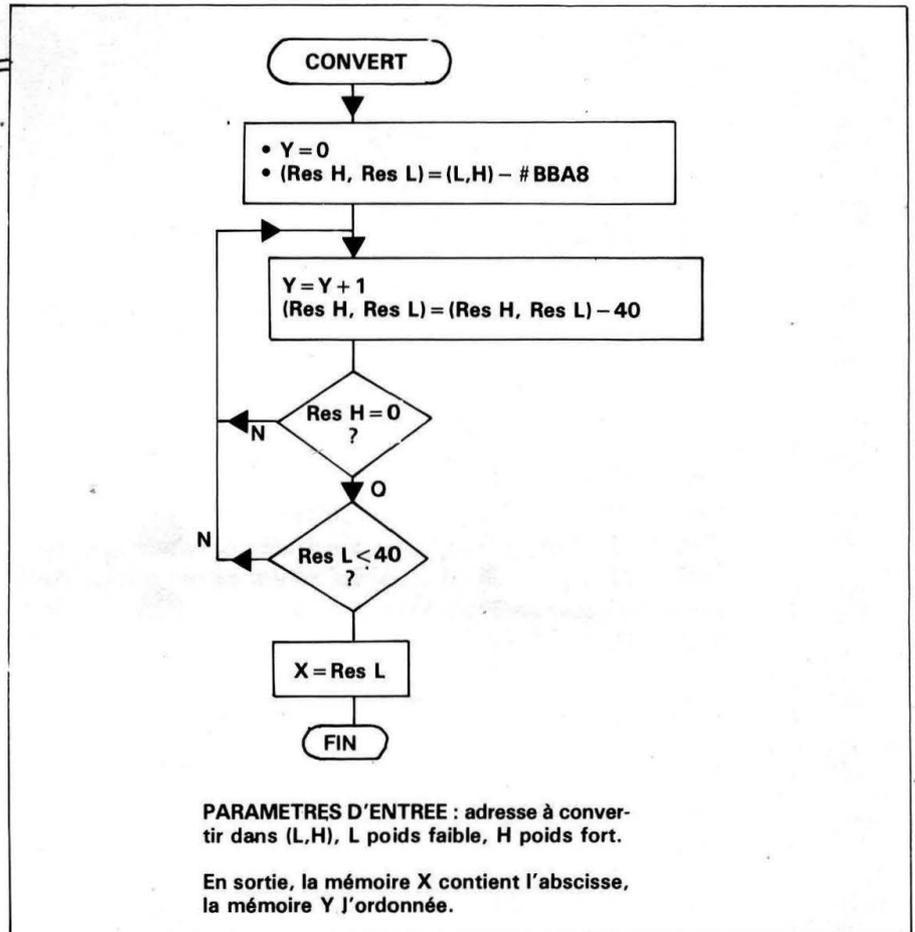 CONVERT
• Y=0
• (Res H, Res L)=(L,H)− #BBA8
Y=Y+1
(Res H, Res L)=(Res H, Res L)−40
Res H=0
?
N
O
N
Res L<40
?
X=Res L
FIN
PARAMETRES D'ENTREE : adresse à conver-
tir dans (L,H), L poids faible, H poids fort.
En sortie, la mémoire X contient l'abscisse,
la mémoire Y l'ordonnée.